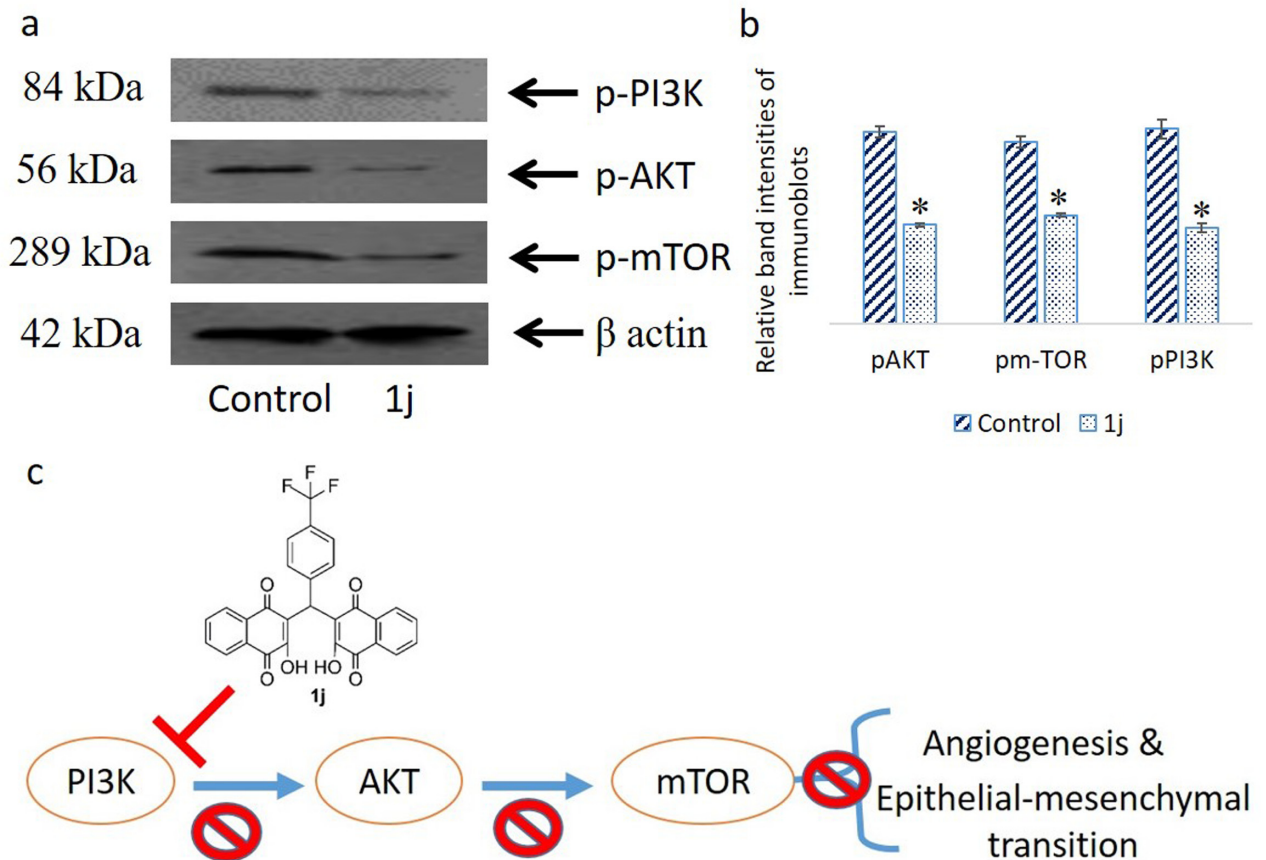 a
84 kDa
p-PI3K
56 kDa
p-AKT
289 kDa
p-mTOR
42 kDa
β actin
Control 1j
b
Relative band intensities of
immunoblots
* * *
pAKT pm-TOR pPI3K
Control 1j
c
F
F F
O O
OH HO
O O
1j
PI3K AKT mTOR
Angiogenesis &
Epithelial-mesenchymal
transition